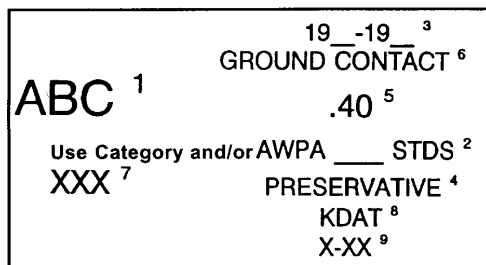 19__-19__ 3
GROUND CONTACT 6
ABC 1
.40 5
Use Category and/or AWPA ___ STDS 2
XXX 7
PRESERVATIVE 4
KDAT 8
X-XX 9